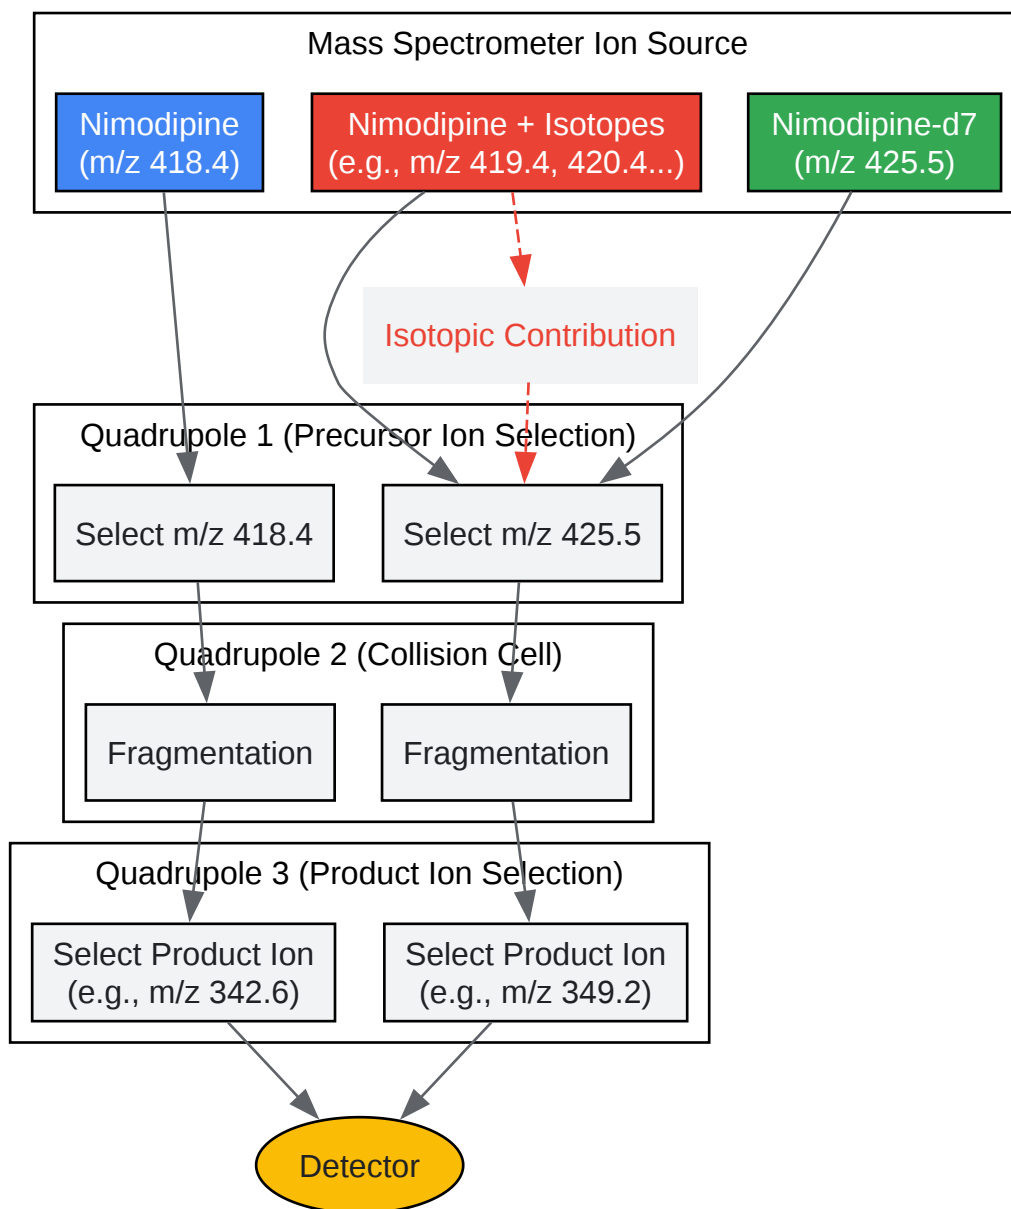 Mass Spectrometer Ion Source
Nimodipine
(m/z 418.4)
Nimodipine + Isotopes
(e.g., m/z 419.4, 420.4...)
Nimodipine-d7
(m/z 425.5)
Isotopic Contribution
Quadrupole 1 (Precursor Ion Selection)
Select m/z 418.4
Select m/z 425.5
Quadrupole 2 (Collision Cell)
Fragmentation
Fragmentation
Quadrupole 3 (Product Ion Selection)
Select Product Ion
(e.g., m/z 342.6)
Select Product Ion
(e.g., m/z 349.2)
Detector